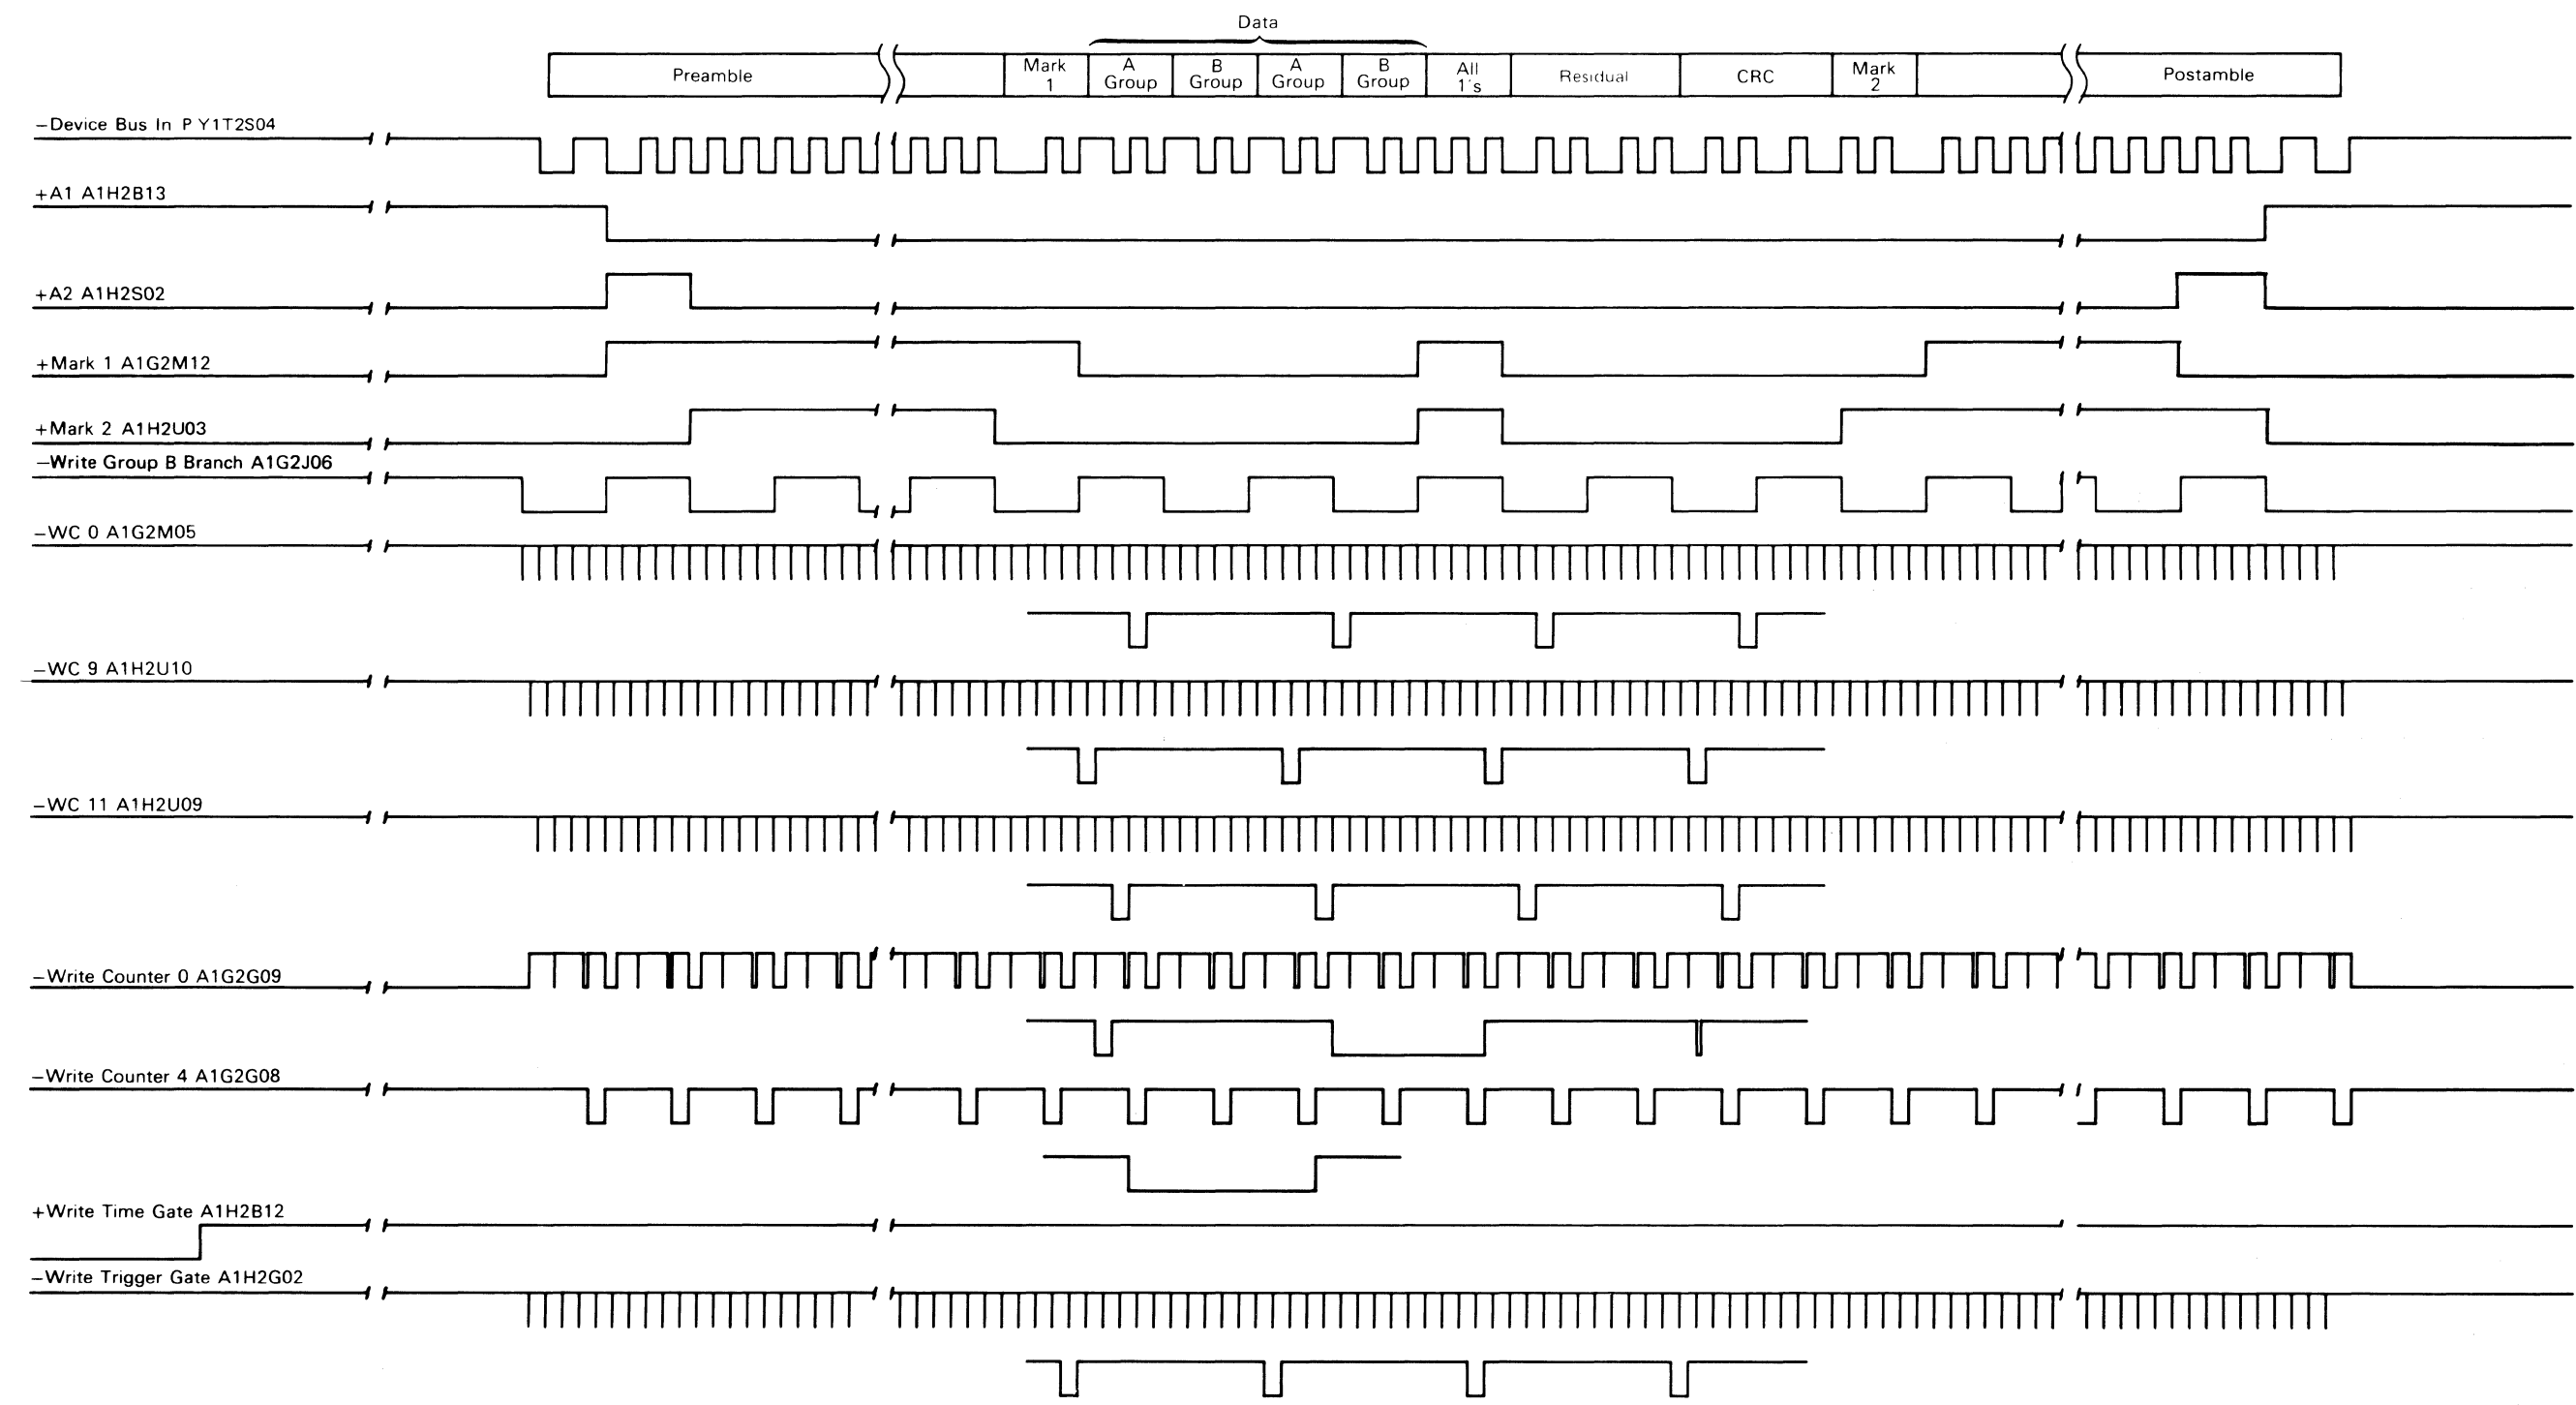 Data
Preamble
Mark 1
A Group
B Group
A Group
B Group
All 1's
Residual
CRC
Mark 2
Postamble
−Device Bus In P Y1T2S04
+A1 A1H2B13
+A2 A1H2S02
+Mark 1 A1G2M12
+Mark 2 A1H2U03
−Write Group B Branch A1G2J06
−WC 0 A1G2M05
−WC 9 A1H2U10
−WC 11 A1H2U09
−Write Counter 0 A1G2G09
−Write Counter 4 A1G2G08
+Write Time Gate A1H2B12
−Write Trigger Gate A1H2G02